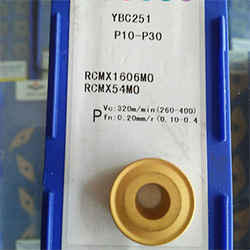 YBC251
P10-P30
RCMX1606MO
RCMX54MO
P
Vc:320m/min(260-400)
fn:0.20mm/r(0.10-0.4